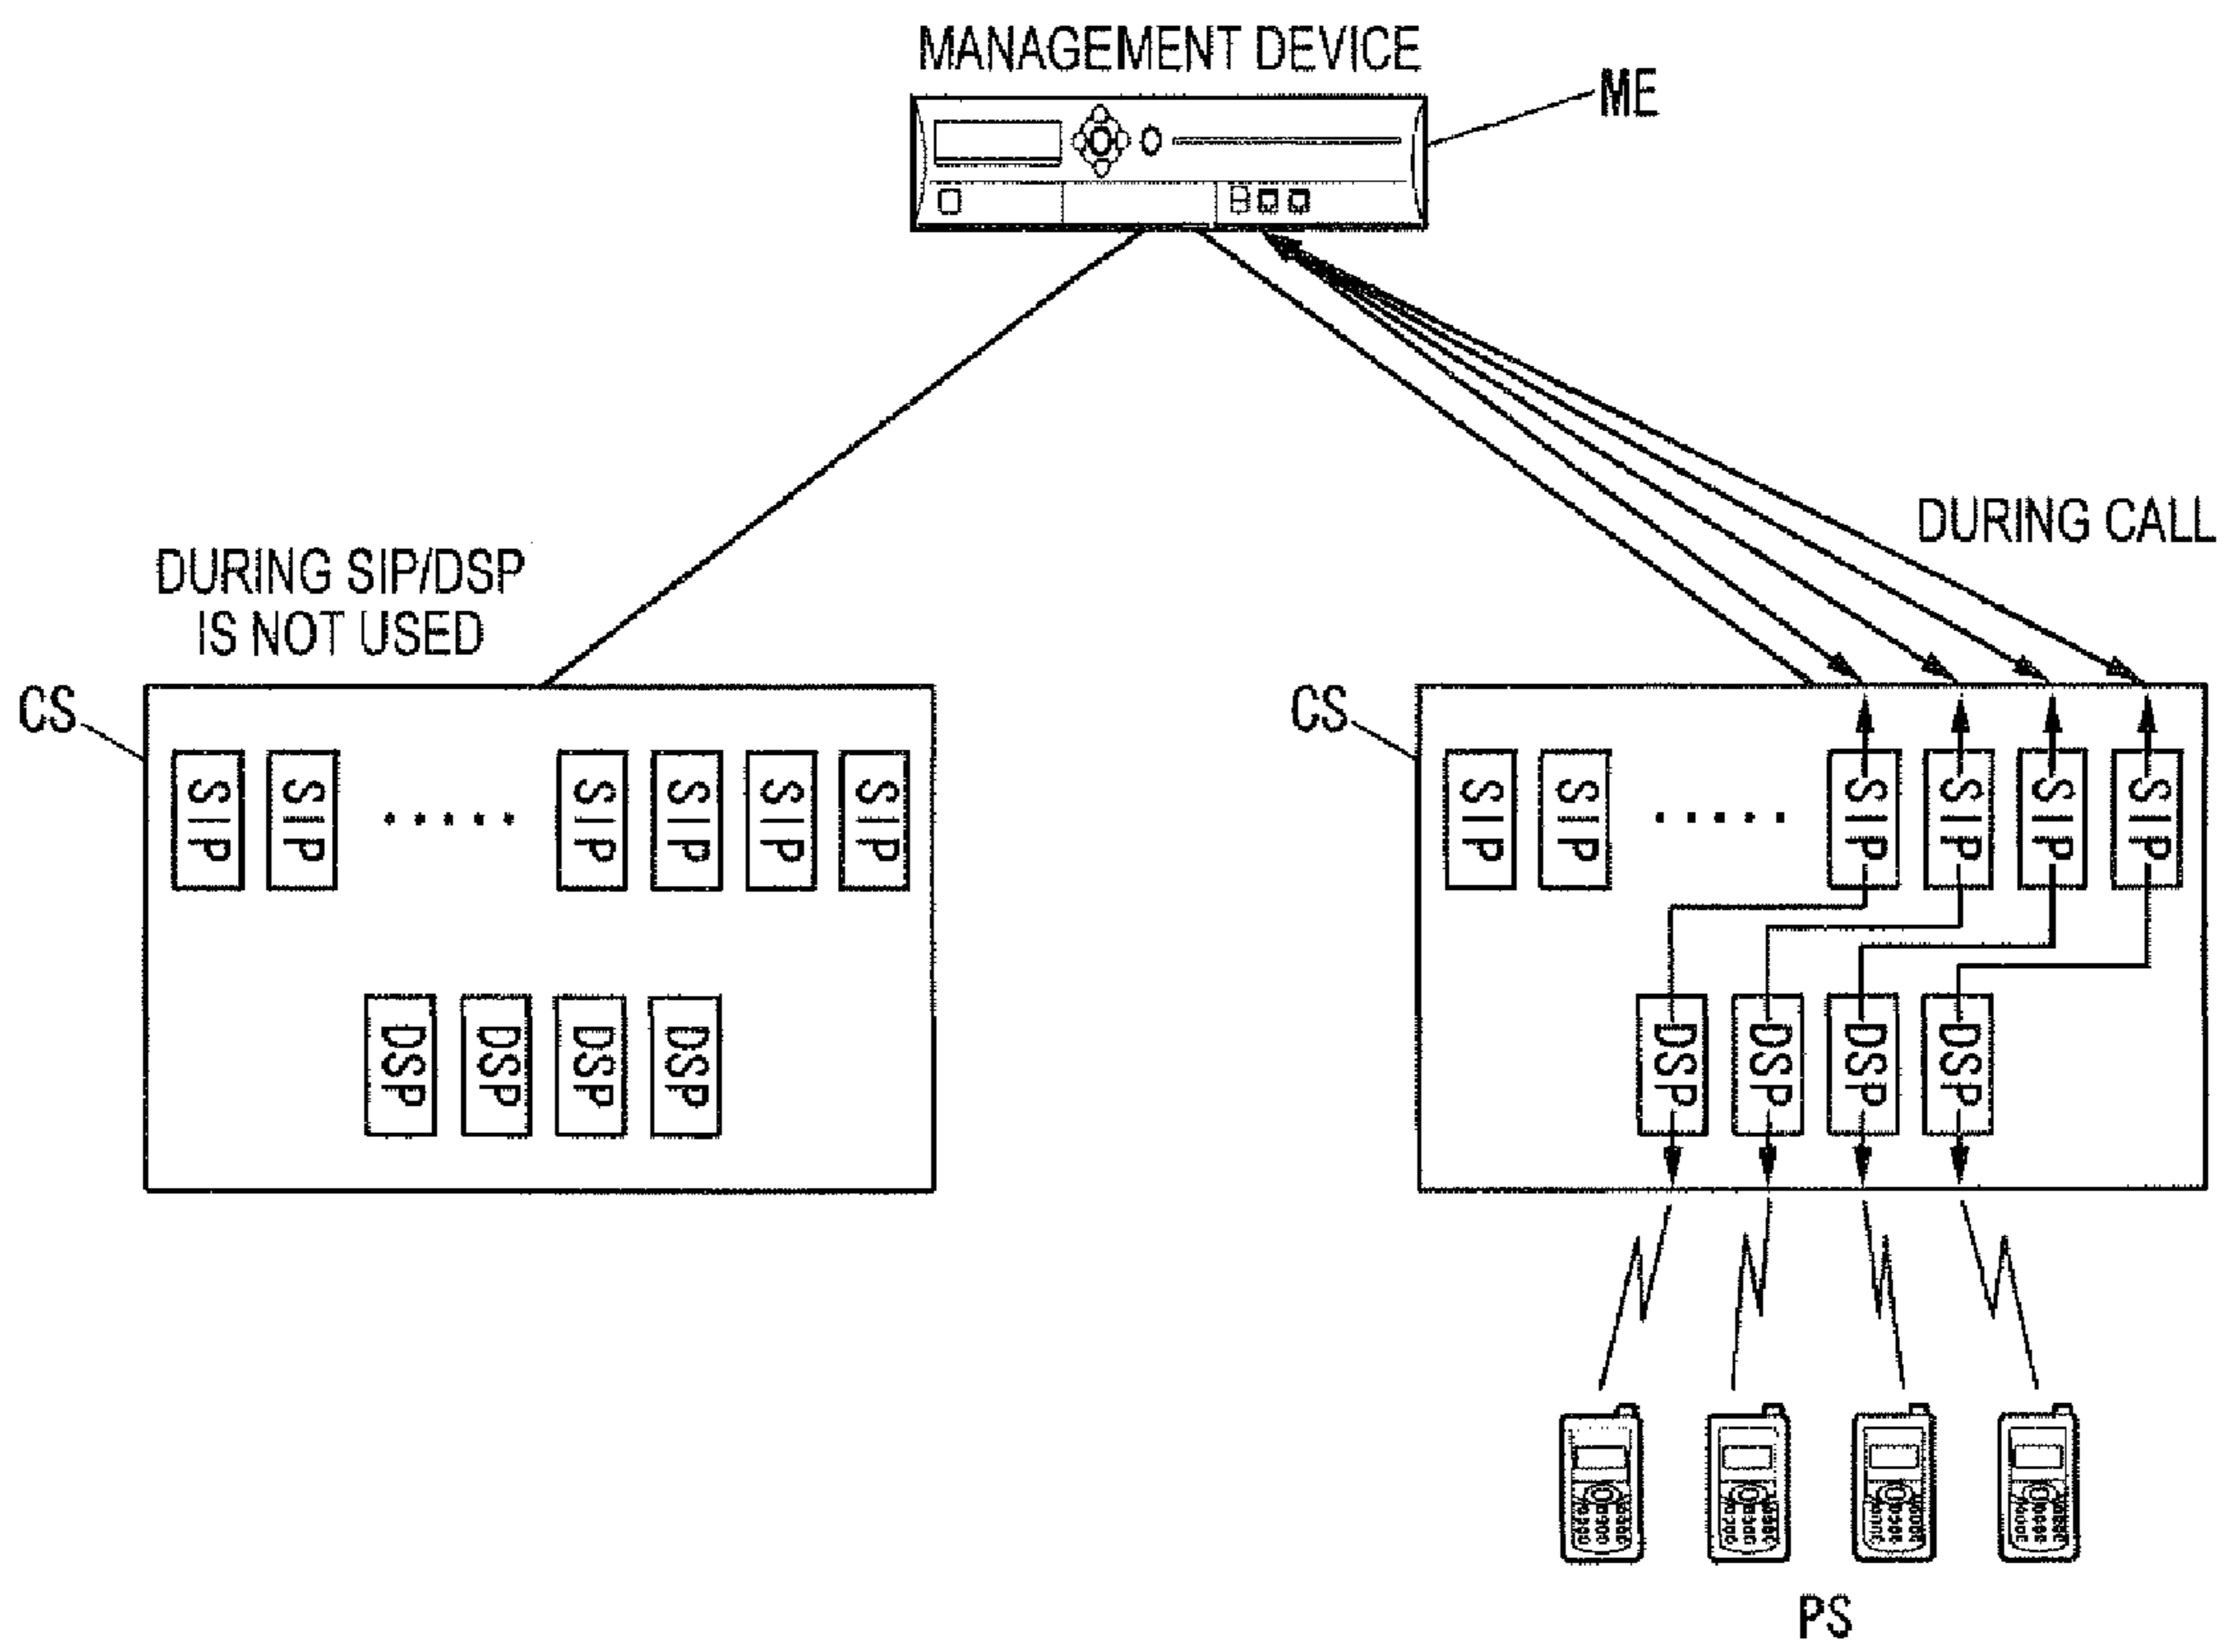 MANAGEMENT DEVICE
ME
DURING CALL
DURING SIP/DSP
IS NOT USED
CS
SIP SIP ..... SIP SIP SIP SIP
DSP DSP DSP DSP
CS
SIP SIP ..... SIP SIP SIP SIP
DSP DSP DSP DSP
PS